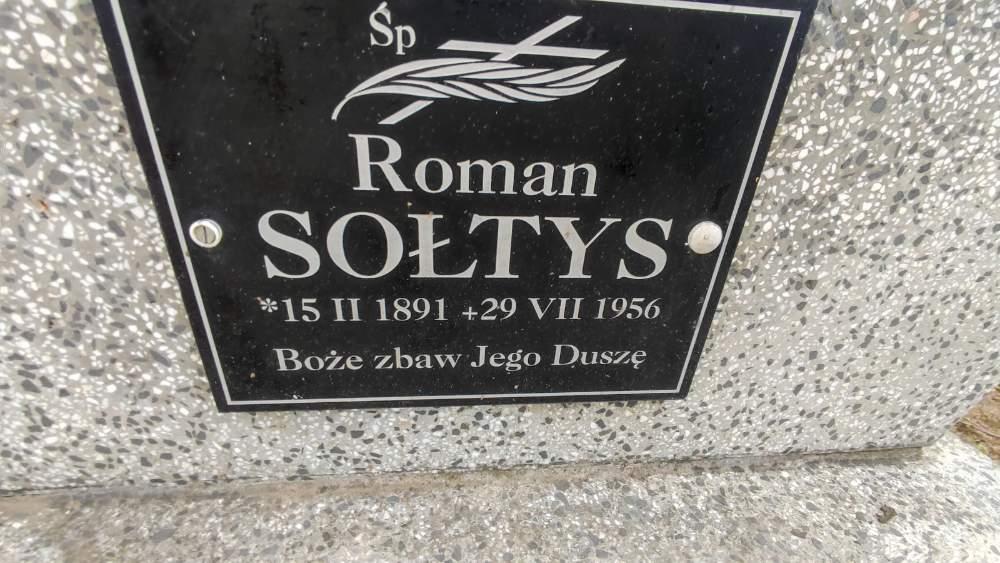 Śp
Roman
SOŁTYS
*15 II 1891 +29 VII 1956
Boże zbaw Jego Duszę